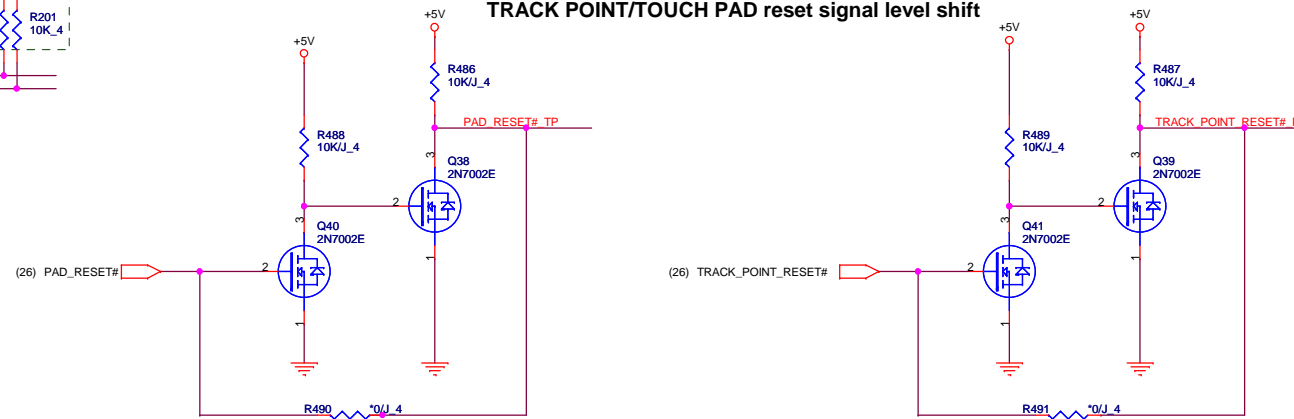 TRACK POINT/TOUCH PAD reset signal level shift
R201
10K_4
+5V
+5V
R486
10K/J_4
R488
10K/J_4
PAD_RESET#_TP
3
Q38
2N7002E
2
3
Q40
2N7002E
1
(26) PAD_RESET#
2
1
R490
*0/J_4
+5V
+5V
R487
10K/J_4
R489
10K/J_4
TRACK_POINT_RESET#_
3
Q39
2N7002E
2
3
Q41
2N7002E
1
(26) TRACK_POINT_RESET#
2
1
R491
*0/J_4